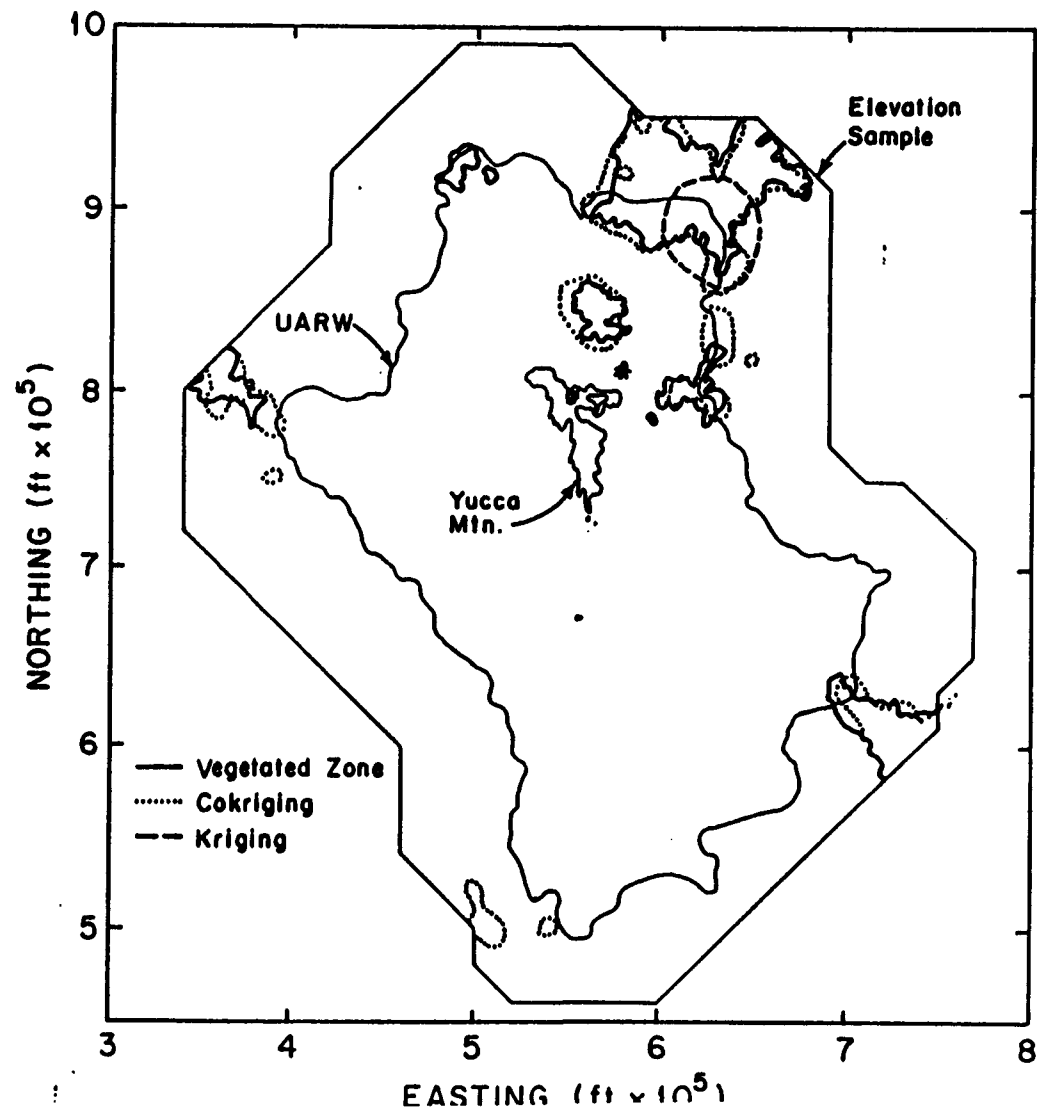 10
Elevation
Sample
9
UARW
8
Yucca
Mtn.
7
6
Vegetated Zone
Cokriging
Kriging
5
3 4 5 6 7 8
NORTHING (ft x 10⁵)
EASTING (ft x 10⁵)